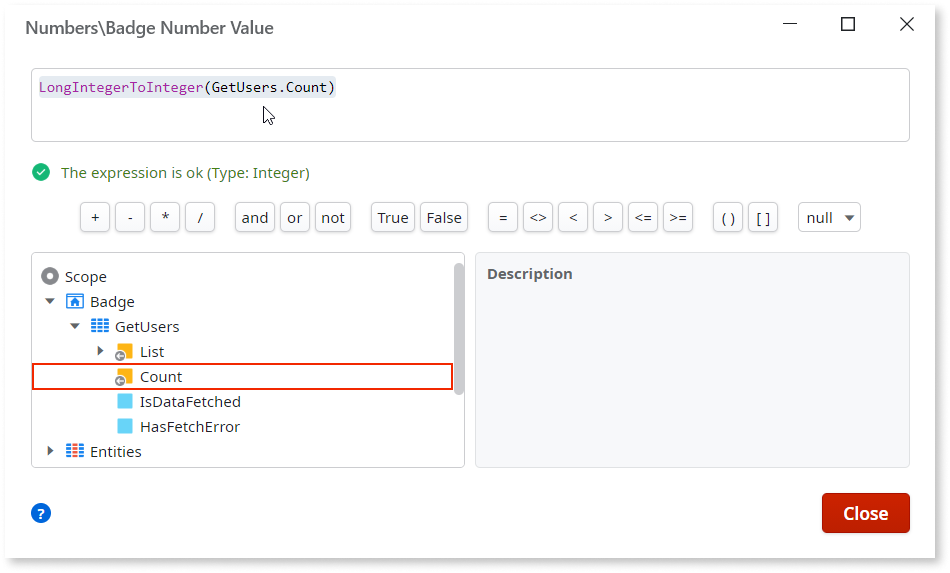 Numbers\Badge Number Value
LongIntegerToInteger(GetUsers.Count)
The expression is ok (Type: Integer)
+ - * / and or not True False = <> < > <= >= ( ) [ ] null
Scope
Badge
GetUsers
List
Count
IsDataFetched
HasFetchError
Entities
Description
?
Close